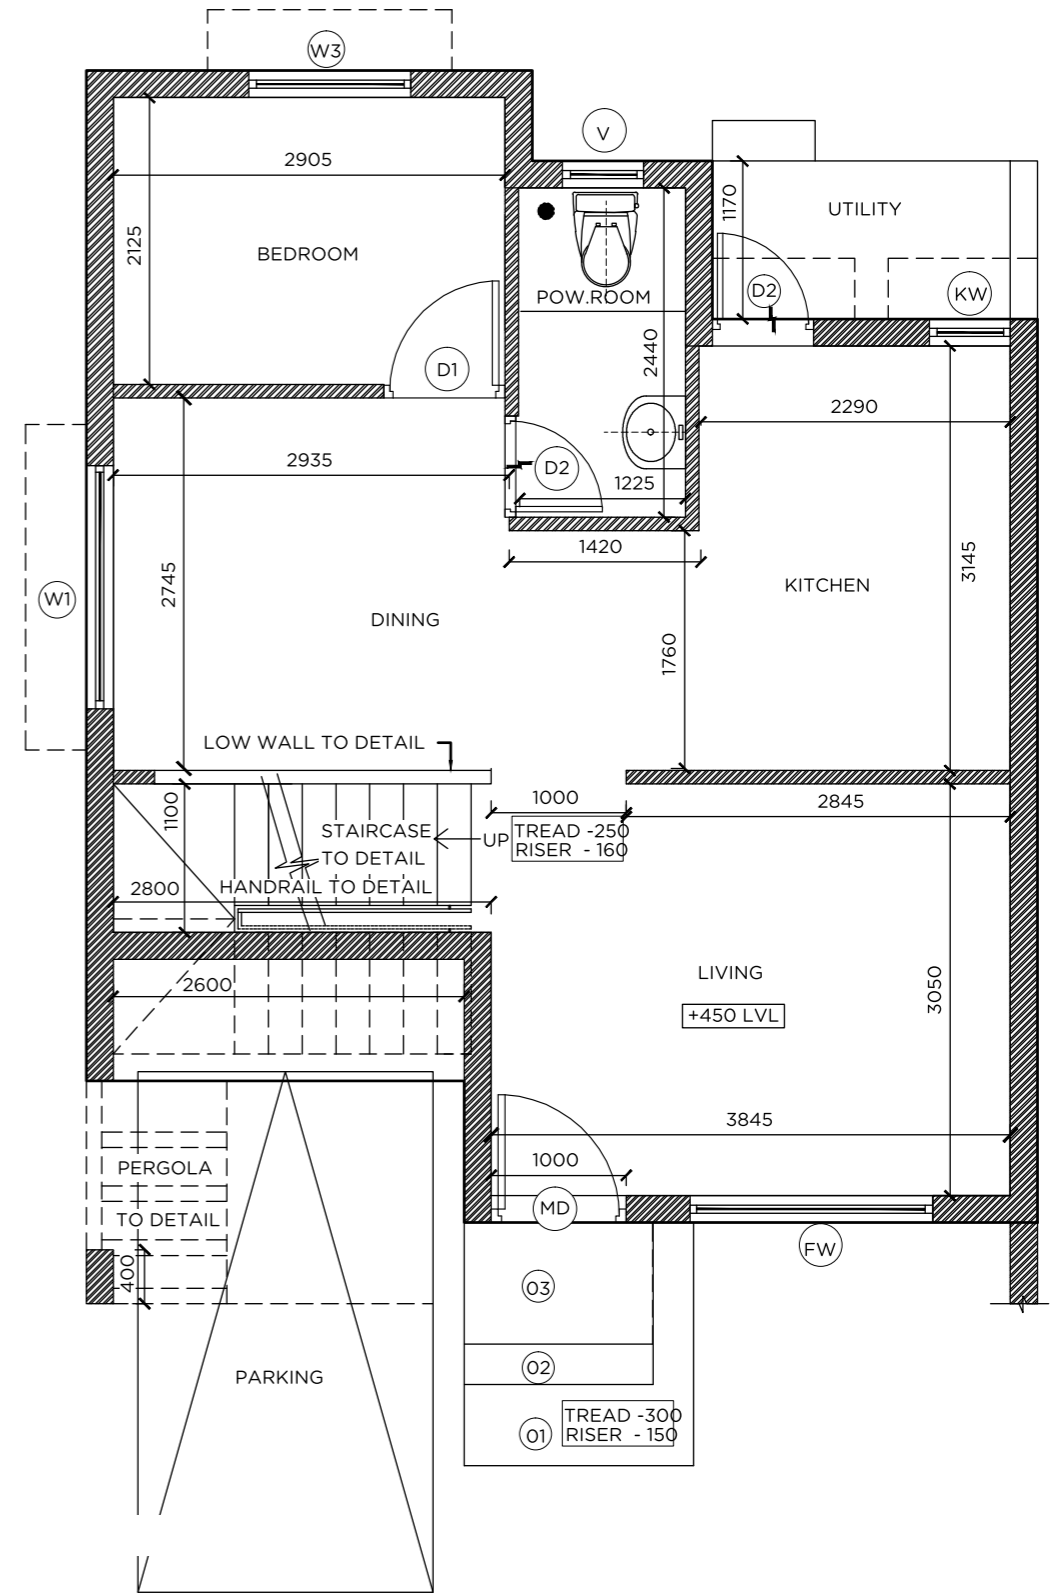 W3
V
2905
1170
UTILITY
2125
BEDROOM
D2
KW
POW.ROOM
D1
2440
2290
2935
D2
1225
1420
3145
W1
2745
KITCHEN
DINING
1760
LOW WALL TO DETAIL
1100
1000
2845
STAIRCASE
TO DETAIL
UP
TREAD -250
RISER - 160
2800
HANDRAIL TO DETAIL
LIVING
2600
3050
+450 LVL
3845
PERGOLA
TO DETAIL
1000
MD
FW
400
03
02
PARKING
01
TREAD -300
RISER - 150